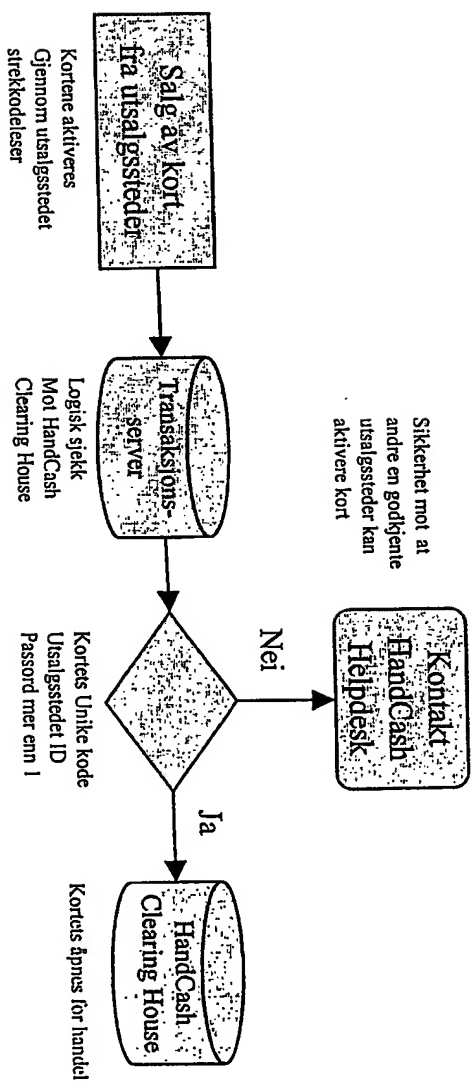 Salg av kort
fra utsalgssteder
Kortene aktiveres
Gjennom utsalgsstedet
strekkodeleser
Transaksjons-
server
Logisk sjekk
Mot HandCash
Clearing House
Sikkerhet mot at
andre en godkjente
utsalgssteder kan
aktivere kort
Kontakt
HandCash
Helpdesk
Nei
Kortets Unike kode
Utsalgsstedet ID
Passord mer enn 1
Ja
HandCash
Clearing House
Kortets åpnes for handel